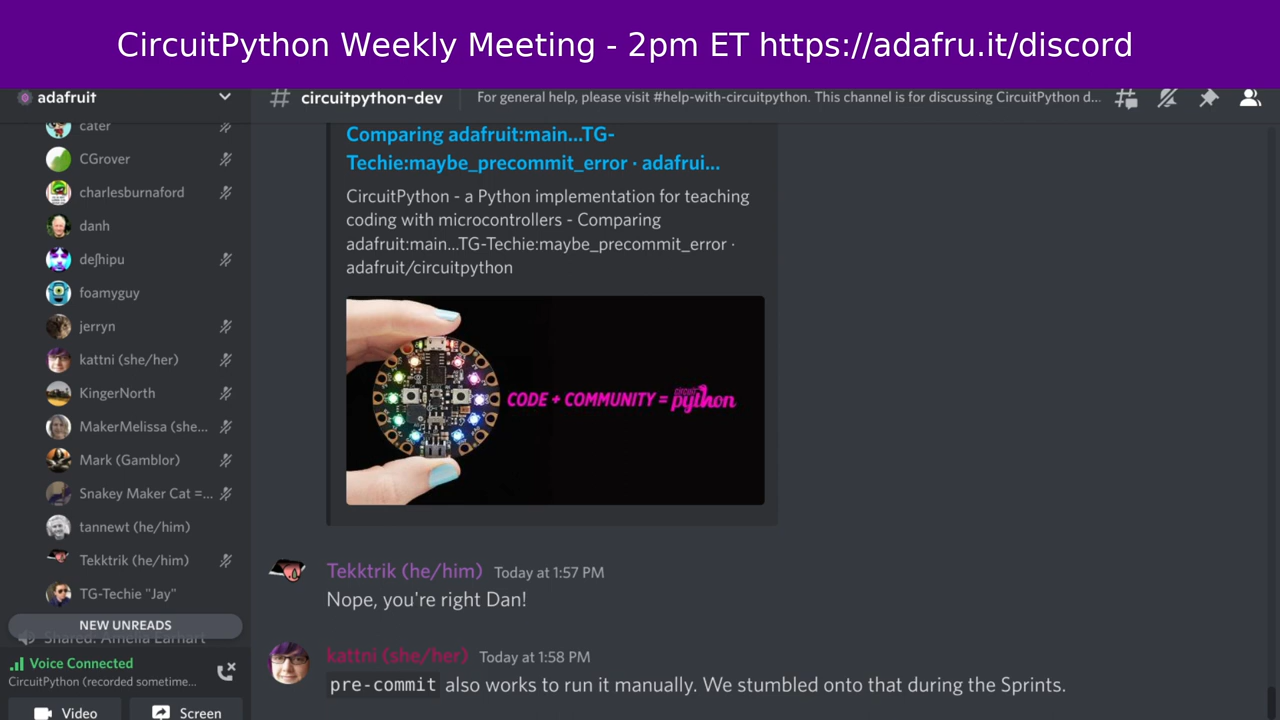 CircuitPython Weekly Meeting - 2pm ET https://adafru.it/discord
adafruit
# circuitpython-dev
For general help, please visit #help-with-circuitpython. This channel is for discussing CircuitPython d...
cater
CGrover
charlesburnaford
danh
deʃhipu
foamyguy
jerryn
kattni (she/her)
KingerNorth
MakerMelissa (she...
Mark (Gamblor)
Snakey Maker Cat =...
tannewt (he/him)
Tekktrik (he/him)
TG-Techie "Jay"
NEW UNREADS
Shared: Amelia Earhart
Voice Connected
CircuitPython (recorded sometime...
Video
Screen
Comparing adafruit:main...TG-
Techie:maybe_precommit_error · adafrui...
CircuitPython - a Python implementation for teaching
coding with microcontrollers - Comparing
adafruit:main...TG-Techie:maybe_precommit_error ·
adafruit/circuitpython
CODE + COMMUNITY = circuit python
Tekktrik (he/him) Today at 1:57 PM
Nope, you're right Dan!
kattni (she/her) Today at 1:58 PM
pre-commit also works to run it manually. We stumbled onto that during the Sprints.